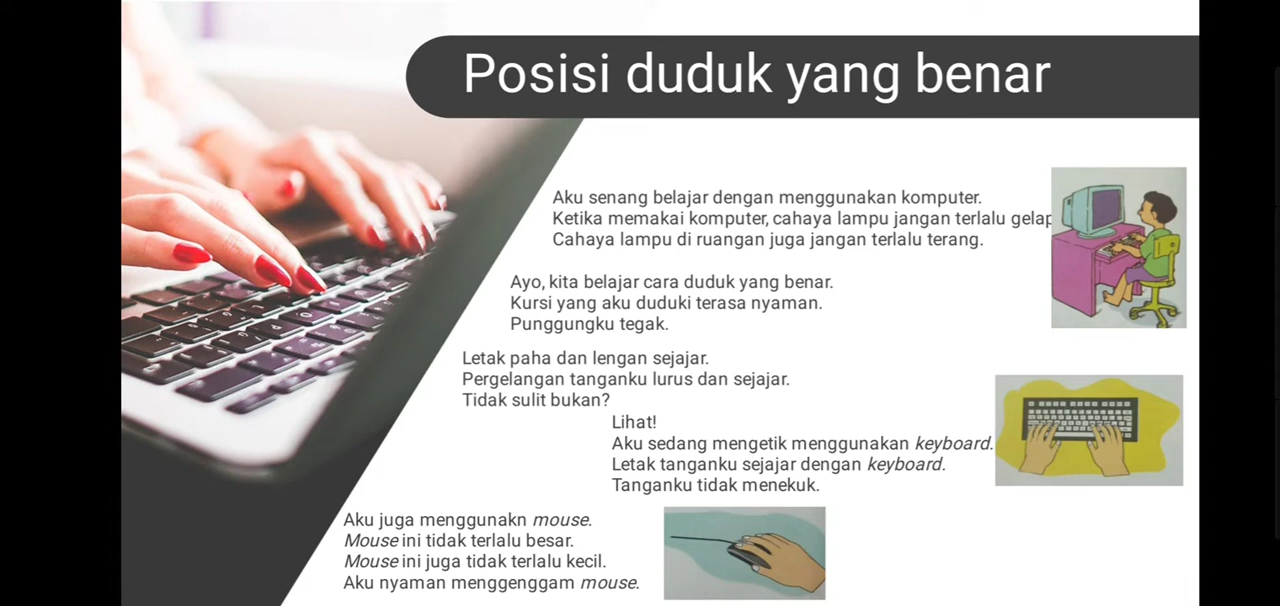 Posisi duduk yang benar
Aku senang belajar dengan menggunakan komputer.
Ketika memakai komputer, cahaya lampu jangan terlalu gelap
Cahaya lampu di ruangan juga jangan terlalu terang.
Ayo, kita belajar cara duduk yang benar.
Kursi yang aku duduki terasa nyaman.
Punggungku tegak.
Letak paha dan lengan sejajar.
Pergelangan tanganku lurus dan sejajar.
Tidak sulit bukan?
Lihat!
Aku sedang mengetik menggunakan keyboard.
Letak tanganku sejajar dengan keyboard.
Tanganku tidak menekuk.
Aku juga menggunakn mouse.
Mouse ini tidak terlalu besar.
Mouse ini juga tidak terlalu kecil.
Aku nyaman menggenggam mouse.